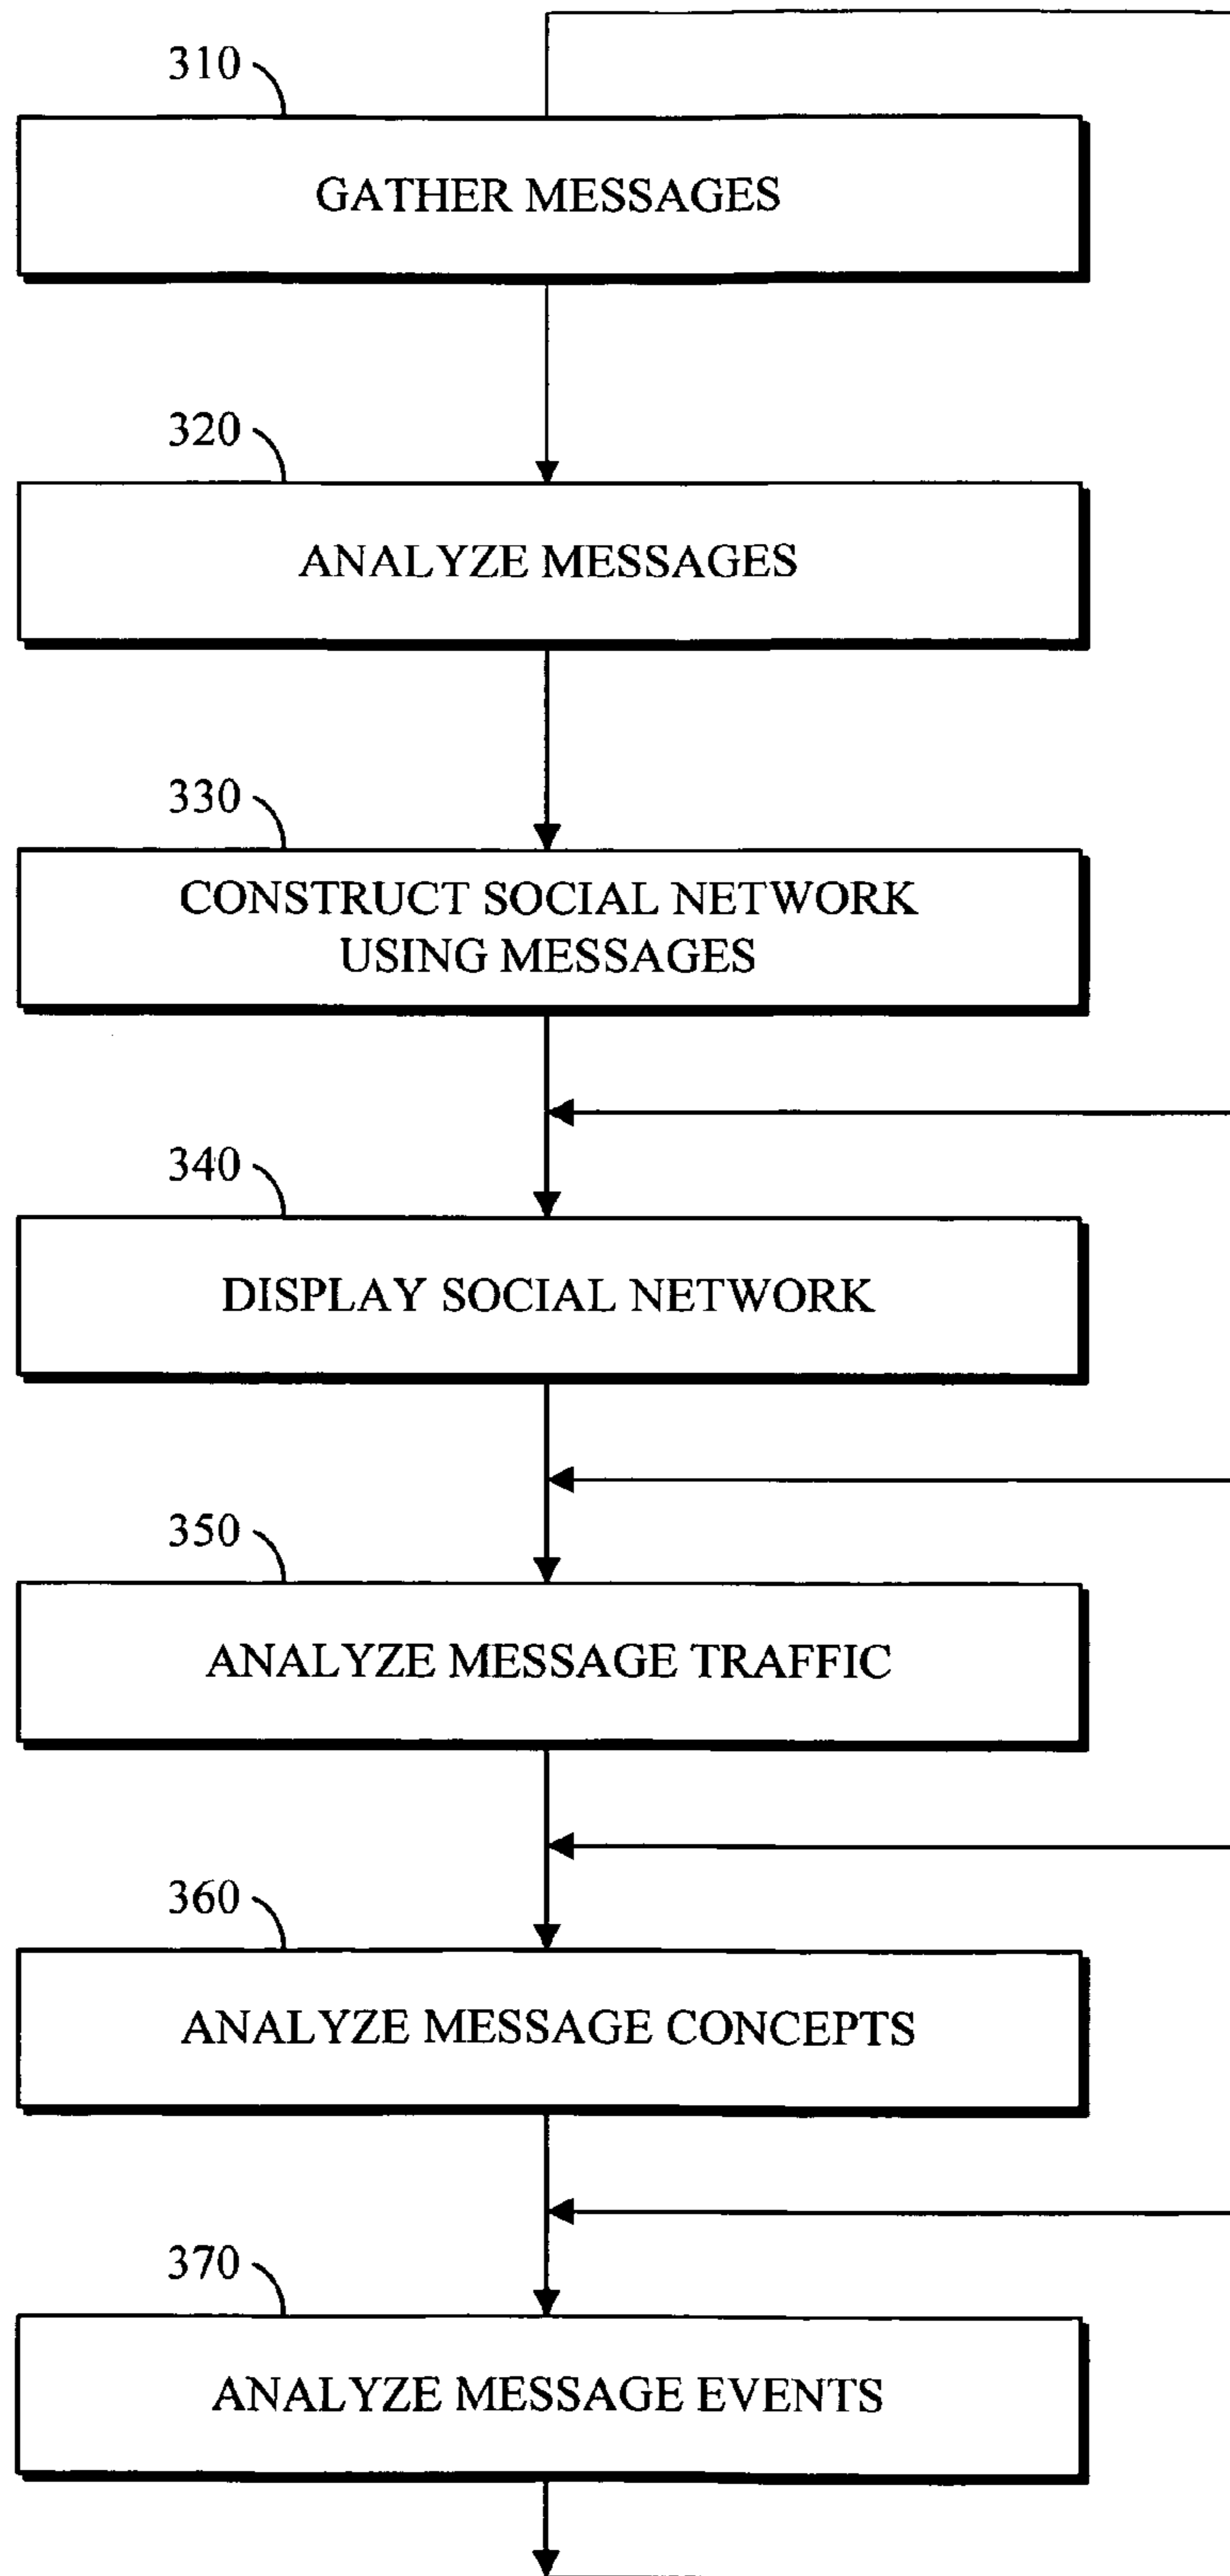 310
GATHER MESSAGES
320
ANALYZE MESSAGES
330
CONSTRUCT SOCIAL NETWORK
USING MESSAGES
340
DISPLAY SOCIAL NETWORK
350
ANALYZE MESSAGE TRAFFIC
360
ANALYZE MESSAGE CONCEPTS
370
ANALYZE MESSAGE EVENTS